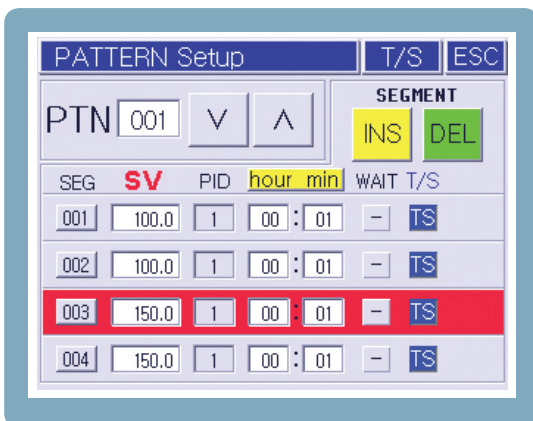 PATTERN Setup T/S ESC
SEGMENT
PTN 001 V Λ INS DEL
SEG SV PID hour min WAIT T/S
001 100.0 1 00 : 01 - TS
002 100.0 1 00 : 01 - TS
003 150.0 1 00 : 01 - TS
004 150.0 1 00 : 01 - TS